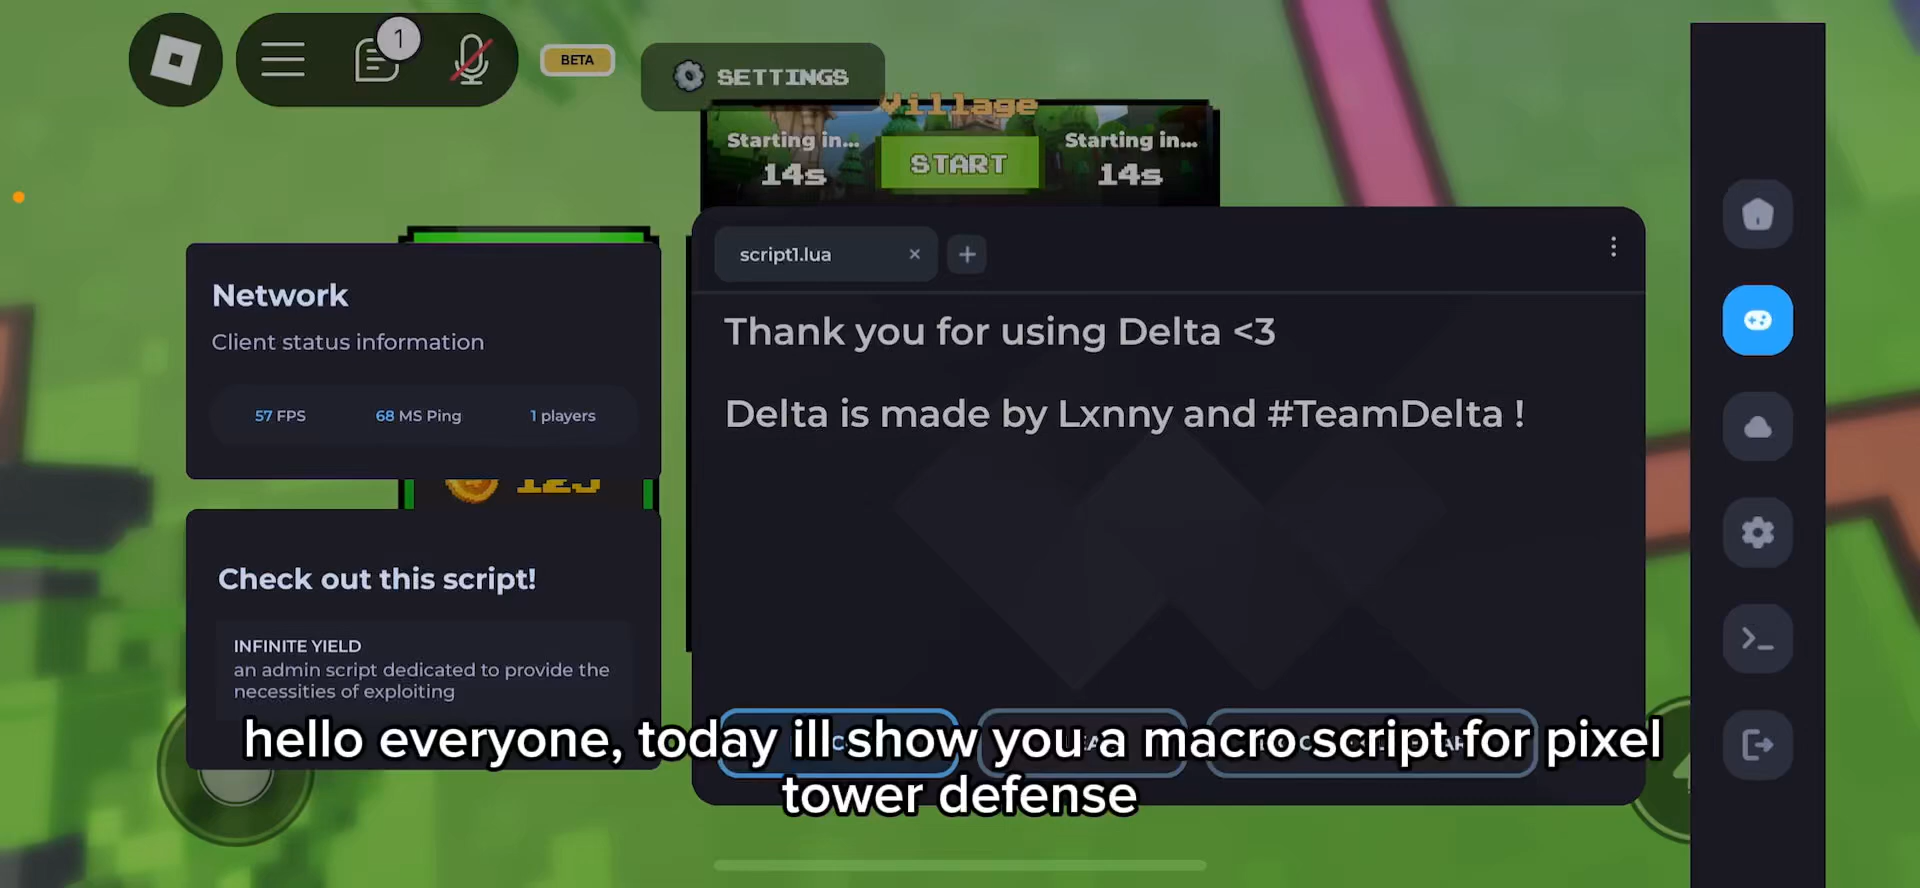 1
BETA
SETTINGS
Village
Starting in...
14s
START
Starting in...
14s
script1.lua
Thank you for using Delta <3
Delta is made by Lxnny and #TeamDelta !
Network
Client status information
57 FPS
68 MS Ping
1 players
123
Check out this script!
INFINITE YIELD
an admin script dedicated to provide the
necessities of exploiting
hello everyone, today ill show you a macro script for pixel
tower defense